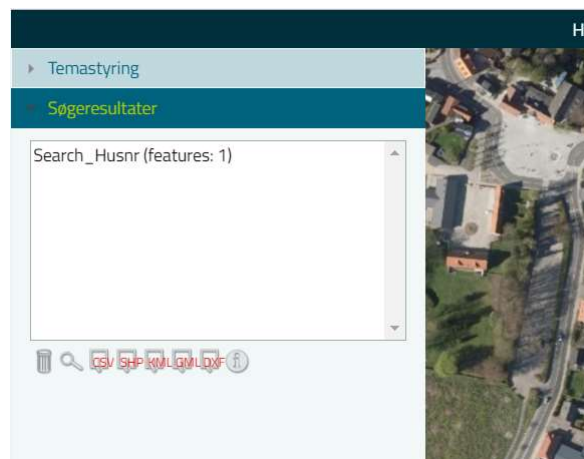 H
Temastyring
Søgeresultater
Search_Husnr (features: 1)
CSV SHP KML GML DXF i